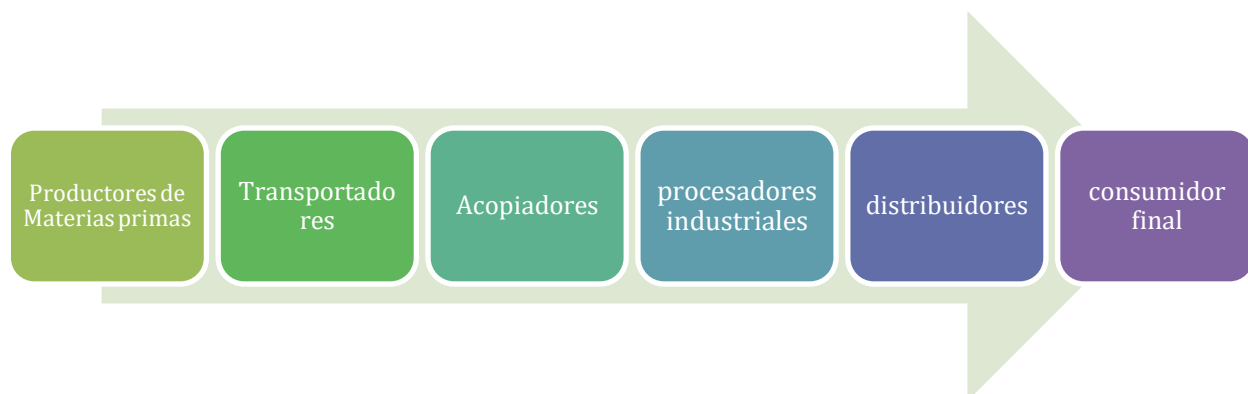 Productores de
Materias primas
Transportado
res
Acopiadores
procesadores
industriales
distribuidores
consumidor
final